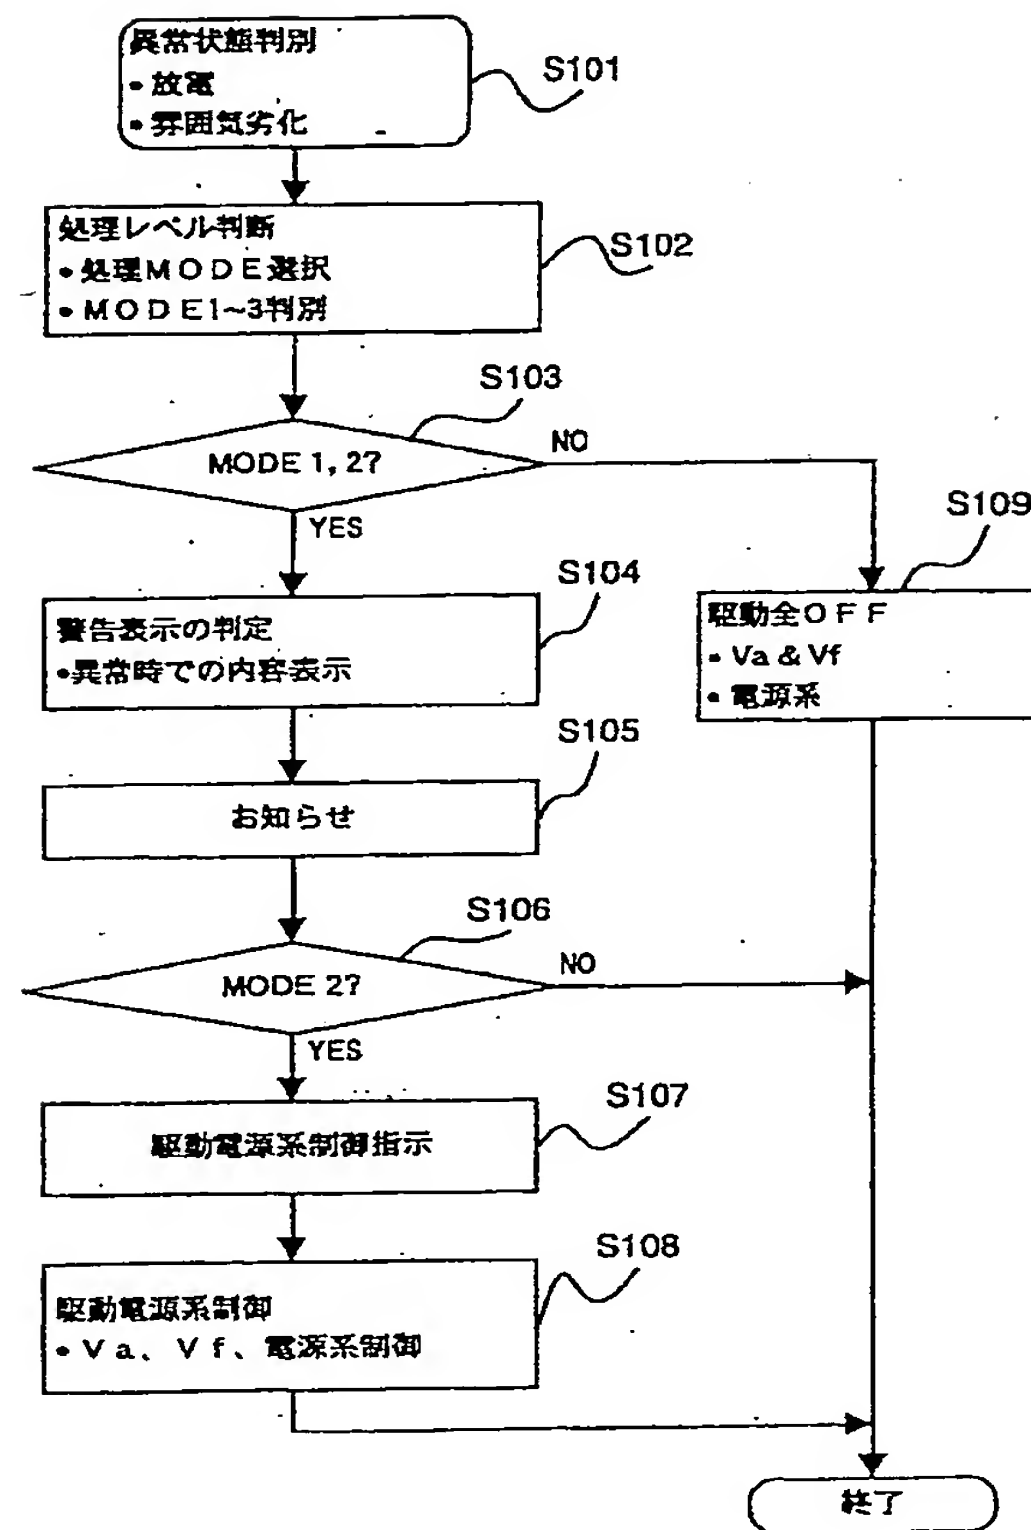 異常状態判別
• 放電
• 雰囲気劣化
S101
処理レベル判断
• 処理MODE選択
• MODE1~3判別
S102
S103
MODE 1, 2?
NO
YES
S104
警告表示の判定
•異常時での内容表示
S109
駆動全OFF
• Va & Vf
• 電源系
S105
お知らせ
S106
MODE 2?
NO
YES
S107
駆動電源系制御指示
S108
駆動電源系制御
• Va、Vf、電源系制御
終了